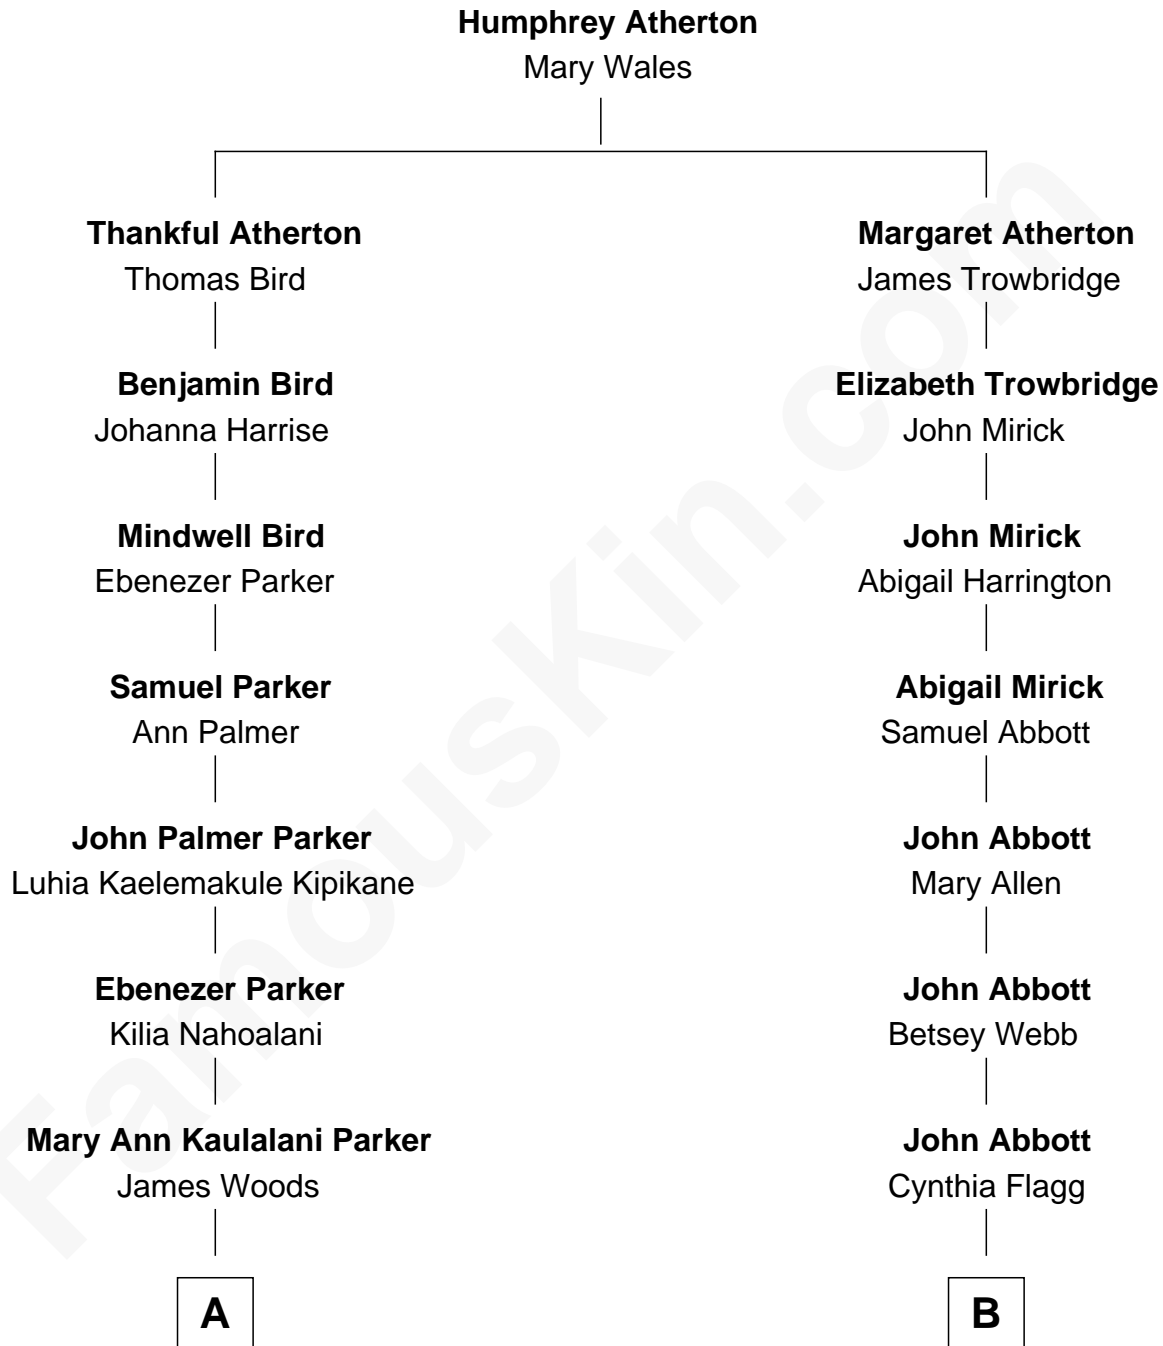 Humphrey Atherton
Mary Wales
Thankful Atherton
Thomas Bird
Margaret Atherton
James Trowbridge
Benjamin Bird
Johanna Harrise
Elizabeth Trowbridge
John Mirick
Mindwell Bird
Ebenezer Parker
John Mirick
Abigail Harrington
Samuel Parker
Ann Palmer
Abigail Mirick
Samuel Abbott
John Palmer Parker
Luhia Kaelemakule Kipikane
John Abbott
Mary Allen
Ebenezer Parker
Kilia Nahoalani
John Abbott
Betsey Webb
Mary Ann Kaulalani Parker
James Woods
John Abbott
Cynthia Flagg
A
B
FamousKin.com